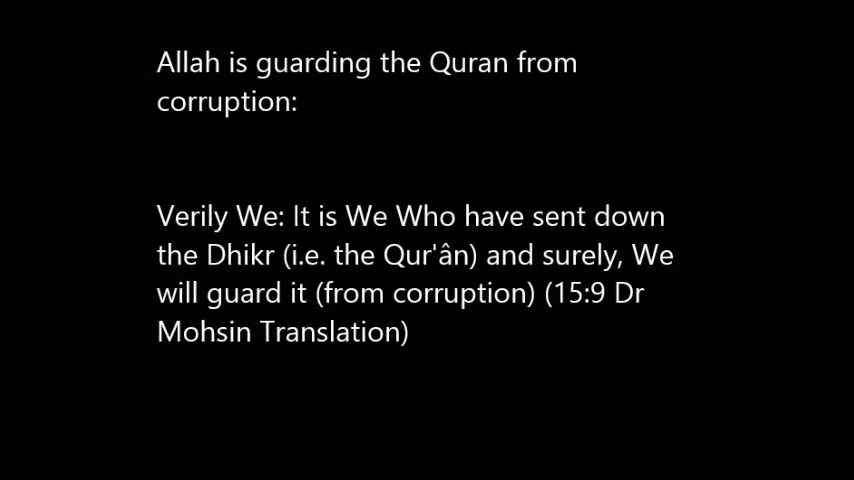 Allah is guarding the Quran from
corruption:
Verily We: It is We Who have sent down
the Dhikr (i.e. the Qur'ân) and surely, We
will guard it (from corruption) (15:9 Dr
Mohsin Translation)